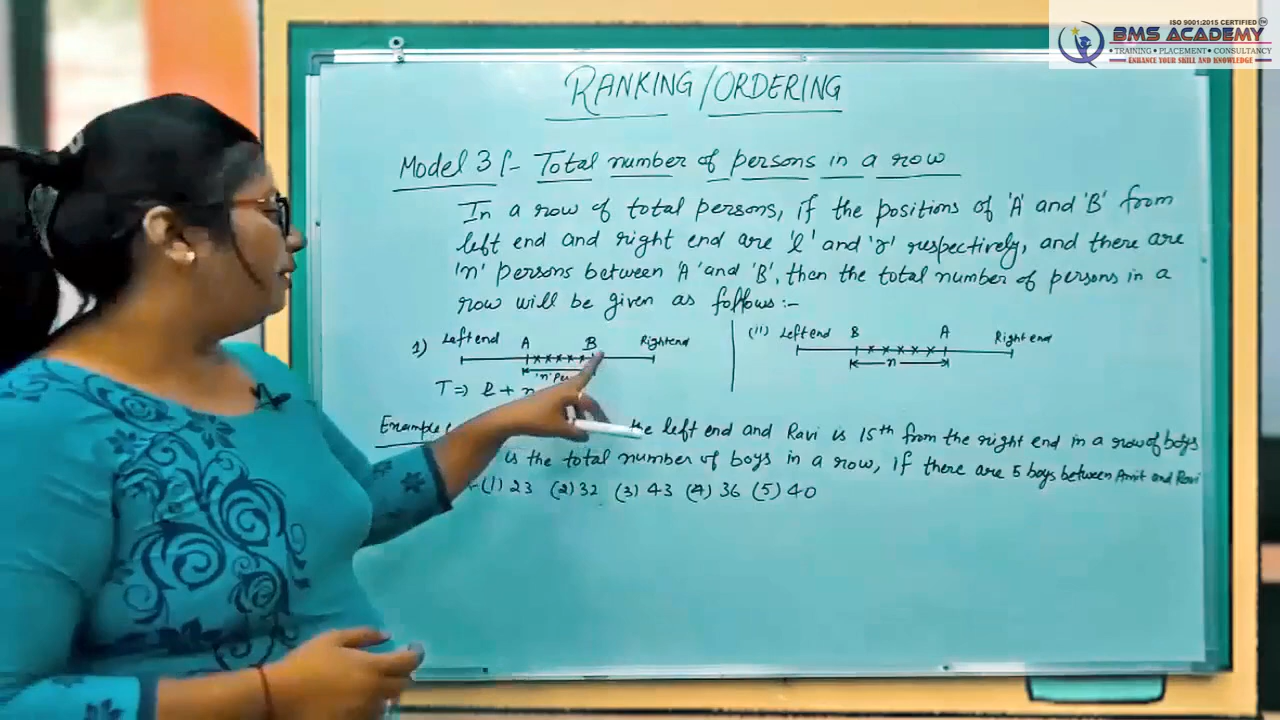 ISO 9001:2015 CERTIFIED
BMS ACADEMY
• TRAINING • PLACEMENT • CONSULTANCY
ENHANCE YOUR SKILL AND KNOWLEDGE
RANKING/ORDERING
Model 3 :- Total number of persons in a row
In a row of total persons, if the positions of 'A' and 'B' from
left end and right end are 'l' and 'r' respectively, and there are
'n' persons between 'A' and 'B', then the total number of persons in a
row will be given as follows :-
1) Left end A B Right end
'n' Per
T => l + n
(11) Left end B A Right end
n
Example the left end and Ravi is 15th from the right end in a row of boys
is the total number of boys in a row, if there are 5 boys between Amit and Ravi
(1) 23 (2) 32 (3) 43 (4) 36 (5) 40